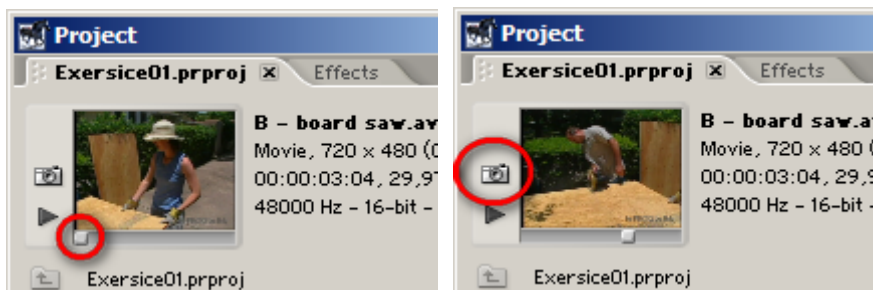 Project
Exersice01.prproj Effects
B - board saw.av
Movie, 720 x 480 (
00:00:03:04, 29,9
48000 Hz - 16-bit -
Exersice01.prproj
Project
Exersice01.prproj Effects
B - board saw.a
Movie, 720 x 480 (
00:00:03:04, 29,9
48000 Hz - 16-bit -
Exersice01.prproj